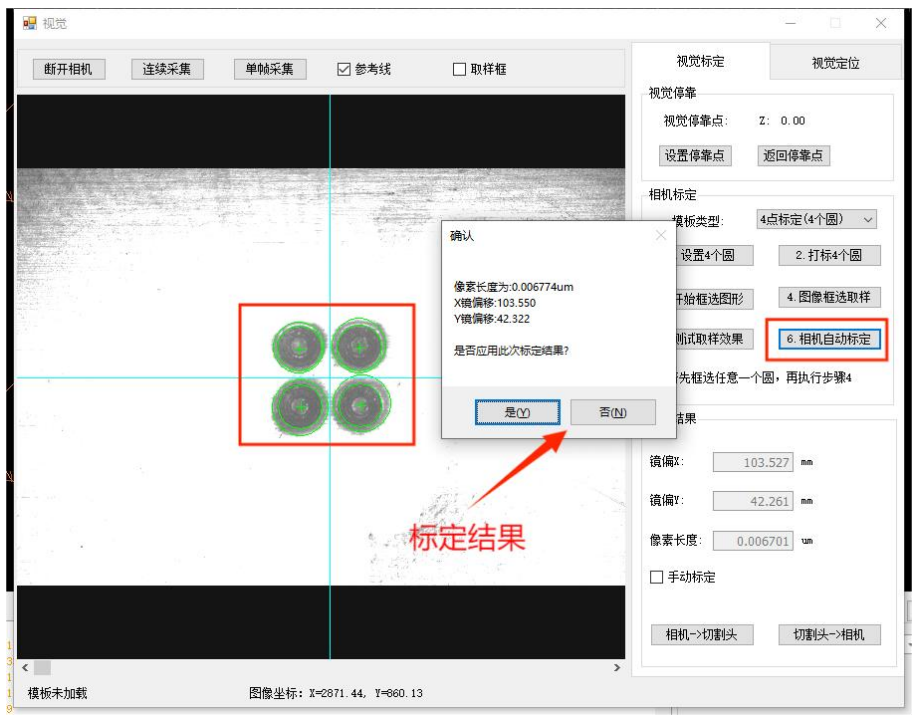 视觉
断开相机 连续采集 单帧采集 参考线 取样框
视觉标定 视觉定位
视觉停靠
视觉停靠点: Z: 0.00
设置停靠点 返回停靠点
相机标定
模板类型: 4点标定(4个圆)
设置4个圆 2.打标4个圆
开始框选图形 4.图像框选取样
测试取样效果 6.相机自动标定
先框选任意一个圆，再执行步骤4
结果
镜偏X: 103.527 mm
镜偏Y: 42.261 mm
像素长度: 0.006701 um
手动标定
相机->切割头 切割头->相机
确认
像素长度为:0.006774um
X镜偏移:103.550
Y镜偏移:42.322
是否应用此次标定结果?
是(Y) 否(N)
标定结果
模板未加载 图像坐标: X=2871.44, Y=860.13